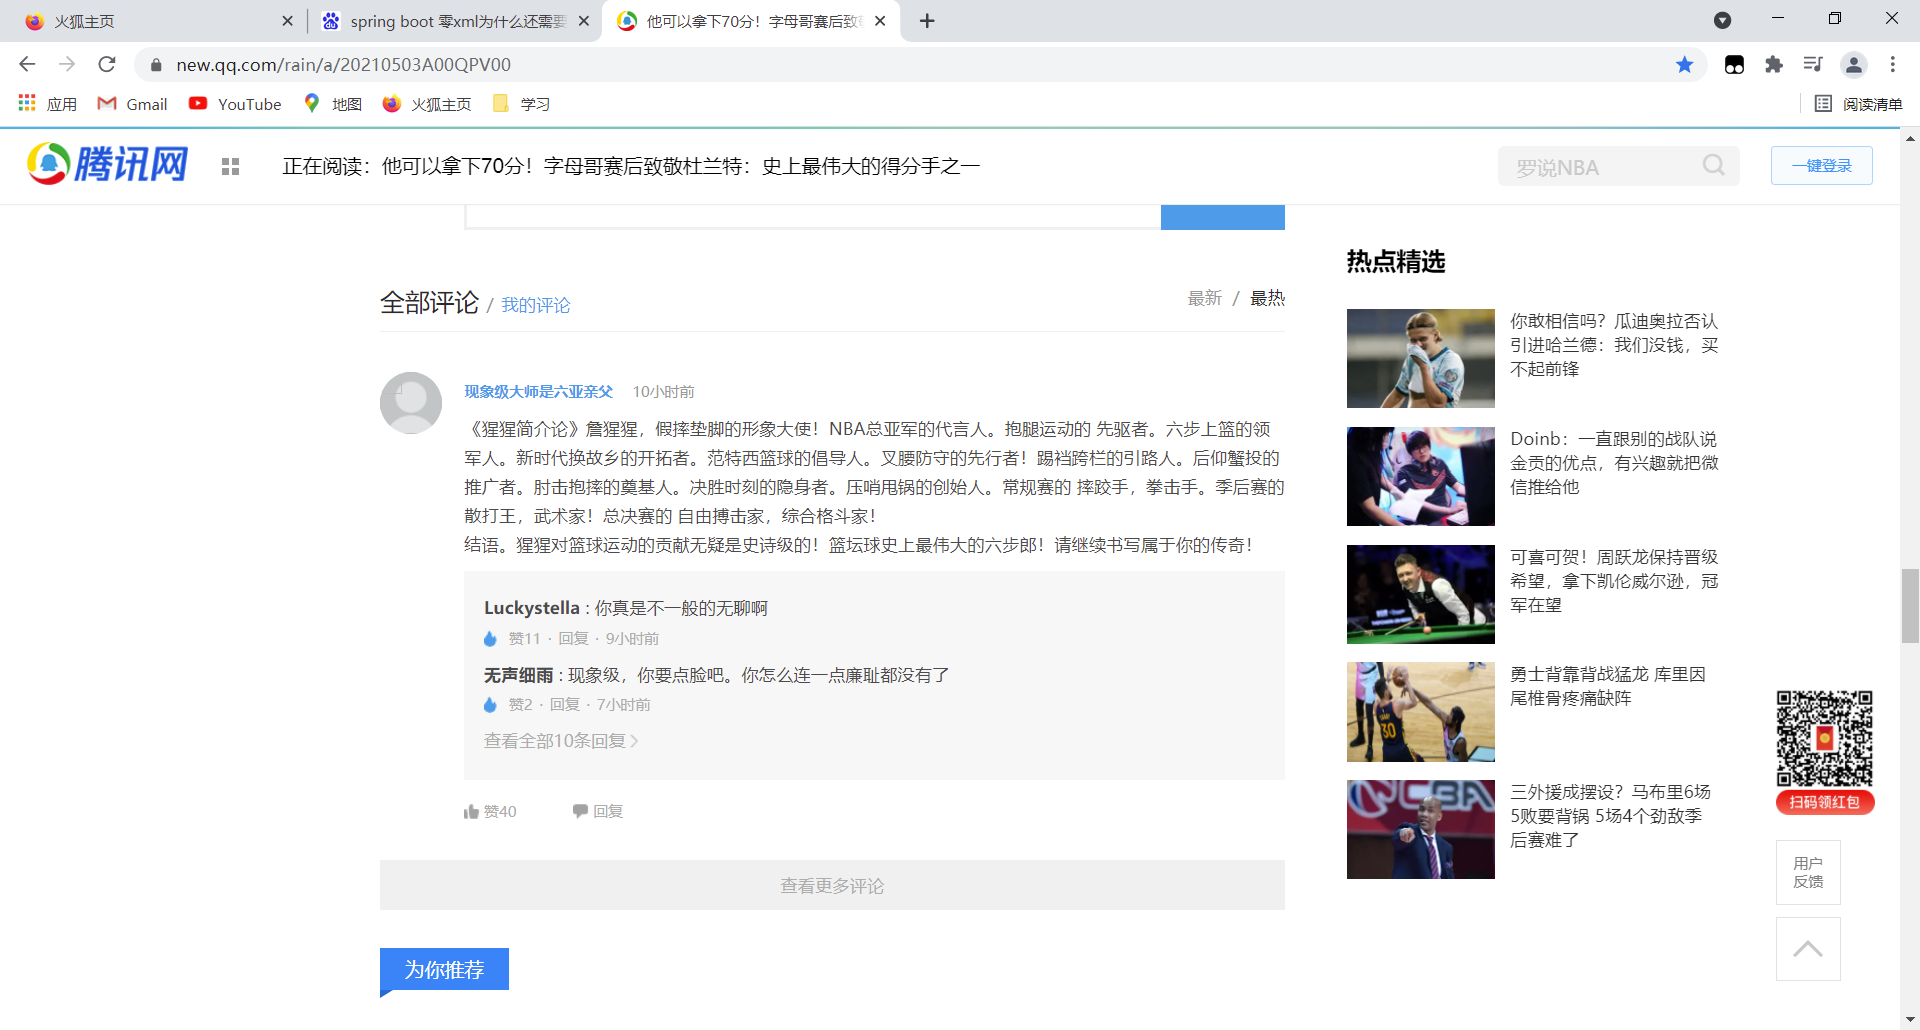 火狐主页
spring boot 零xml为什么还需要
他可以拿下70分！字母哥赛后致敬
new.qq.com/rain/a/20210503A00QPV00
应用
Gmail
YouTube
地图
火狐主页
学习
阅读清单
腾讯网
正在阅读：他可以拿下70分！字母哥赛后致敬杜兰特：史上最伟大的得分手之一
罗说NBA
一键登录
全部评论 / 我的评论
最新 / 最热
现象级大师是六亚亲父 10小时前
《猩猩简介论》詹猩猩，假摔垫脚的形象大使！NBA总亚军的代言人。抱腿运动的 先驱者。六步上篮的领
军人。新时代换故乡的开拓者。范特西篮球的倡导人。叉腰防守的先行者！踢裆跨栏的引路人。后仰蟹投的
推广者。肘击抱摔的奠基人。决胜时刻的隐身者。压哨甩锅的创始人。常规赛的 摔跤手，拳击手。季后赛的
散打王，武术家！总决赛的 自由搏击家，综合格斗家！
结语。猩猩对篮球运动的贡献无疑是史诗级的！篮坛球史上最伟大的六步郎！请继续书写属于你的传奇！
Luckystella : 你真是不一般的无聊啊
赞11 · 回复 · 9小时前
无声细雨 : 现象级，你要点脸吧。你怎么连一点廉耻都没有了
赞2 · 回复 · 7小时前
查看全部10条回复
赞40
回复
查看更多评论
为你推荐
热点精选
你敢相信吗？瓜迪奥拉否认
引进哈兰德：我们没钱，买
不起前锋
Doinb：一直跟别的战队说
金贡的优点，有兴趣就把微
信推给他
可喜可贺！周跃龙保持晋级
希望，拿下凯伦威尔逊，冠
军在望
30
勇士背靠背战猛龙 库里因
尾椎骨疼痛缺阵
CBA
三外援成摆设？马布里6场
5败要背锅 5场4个劲敌季
后赛难了
扫码领红包
用户
反馈